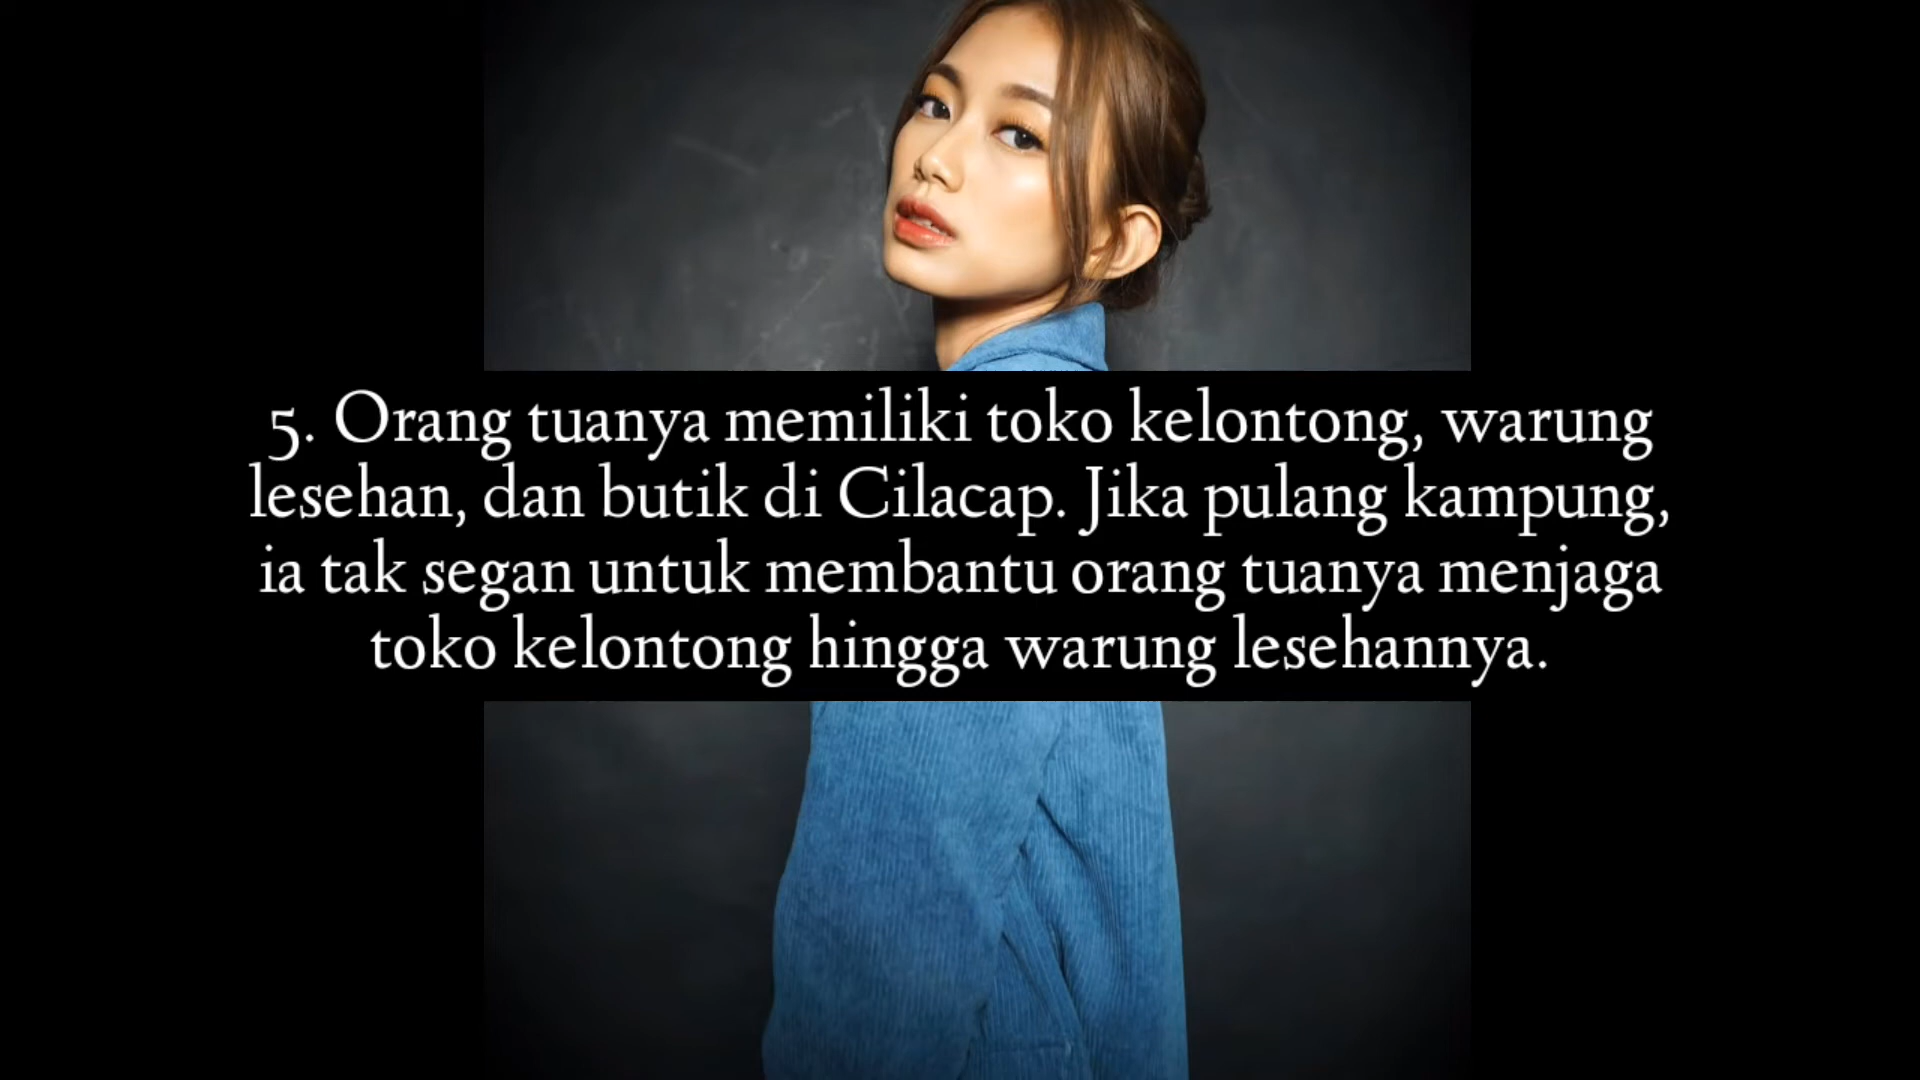 5. Orang tuanya memiliki toko kelontong, warung
lesehan, dan butik di Cilacap. Jika pulang kampung,
ia tak segan untuk membantu orang tuanya menjaga
toko kelontong hingga warung lesehannya.